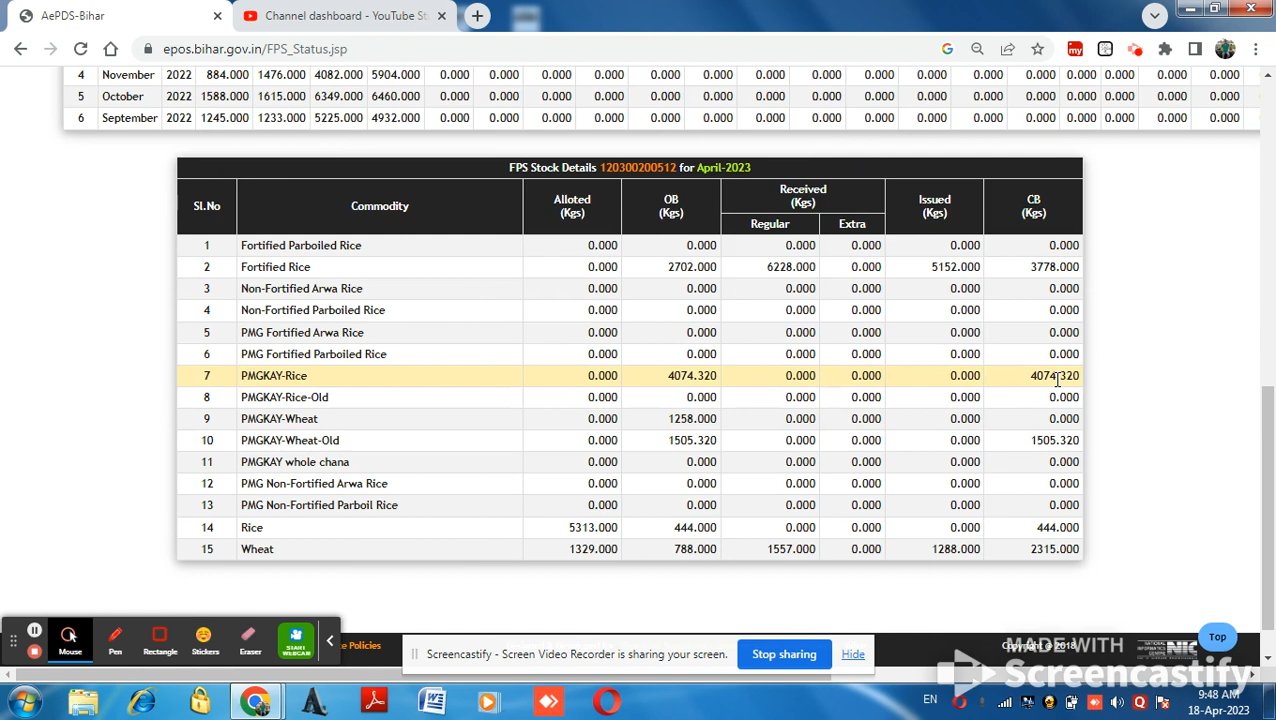 AePDS-Bihar
Channel dashboard - YouTube St
epos.bihar.gov.in/FPS_Status.jsp
4 November 2022 884.000 1476.000 4082.000 5904.000 0.000 0.000 0.000 0.000 0.000 0.000 0.000 0.000 0.000 0.000 0.000 0.000 0.000
5 October 2022 1588.000 1615.000 6349.000 6460.000 0.000 0.000 0.000 0.000 0.000 0.000 0.000 0.000 0.000 0.000 0.000 0.000 0.000
6 September 2022 1245.000 1233.000 5225.000 4932.000 0.000 0.000 0.000 0.000 0.000 0.000 0.000 0.000 0.000 0.000 0.000 0.000 0.000
FPS Stock Details 120300200512 for April-2023
Sl.No Commodity Alloted (Kgs) OB (Kgs) Received (Kgs) Issued (Kgs) CB (Kgs)
Regular Extra
1 Fortified Parboiled Rice 0.000 0.000 0.000 0.000 0.000 0.000
2 Fortified Rice 0.000 2702.000 6228.000 0.000 5152.000 3778.000
3 Non-Fortified Arwa Rice 0.000 0.000 0.000 0.000 0.000 0.000
4 Non-Fortified Parboiled Rice 0.000 0.000 0.000 0.000 0.000 0.000
5 PMG Fortified Arwa Rice 0.000 0.000 0.000 0.000 0.000 0.000
6 PMG Fortified Parboiled Rice 0.000 0.000 0.000 0.000 0.000 0.000
7 PMGKAY-Rice 0.000 4074.320 0.000 0.000 0.000 4074.320
8 PMGKAY-Rice-Old 0.000 0.000 0.000 0.000 0.000 0.000
9 PMGKAY-Wheat 0.000 1258.000 0.000 0.000 0.000 0.000
10 PMGKAY-Wheat-Old 0.000 1505.320 0.000 0.000 0.000 1505.320
11 PMGKAY whole chana 0.000 0.000 0.000 0.000 0.000 0.000
12 PMG Non-Fortified Arwa Rice 0.000 0.000 0.000 0.000 0.000 0.000
13 PMG Non-Fortified Parboil Rice 0.000 0.000 0.000 0.000 0.000 0.000
14 Rice 5313.000 444.000 0.000 0.000 0.000 444.000
15 Wheat 1329.000 788.000 1557.000 0.000 1288.000 2315.000
Mouse Pen Rectangle Stickers Eraser START WEBCAM
Policies
Screencastify - Screen Video Recorder is sharing your screen. Stop sharing Hide
Copyright © 2018
NIC
Top
MADE WITH
Screencastify
EN
9:48 AM
18-Apr-2023